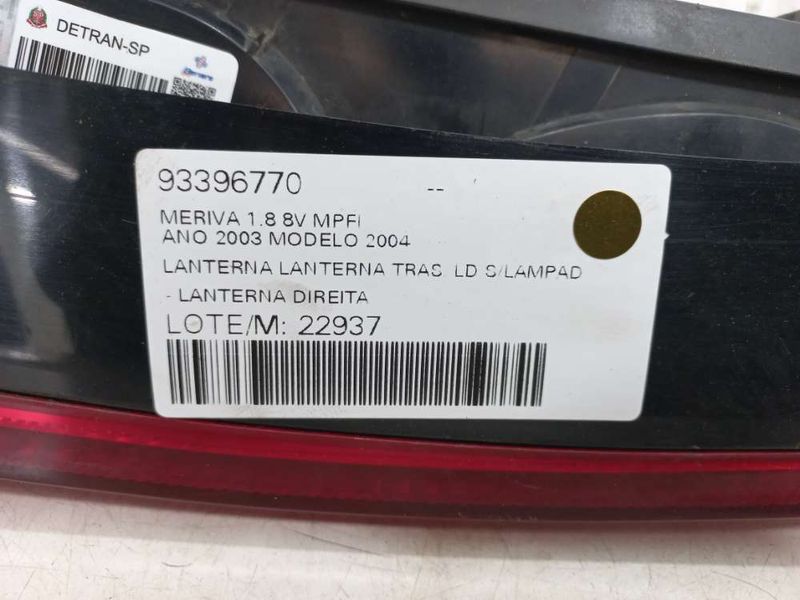 DETRAN-SP
93396770 --
MERIVA 1.8 8V MPFI
ANO 2003 MODELO 2004
LANTERNA LANTERNA TRAS LD S/LAMPAD
- LANTERNA DIREITA
LOTE/M: 22937